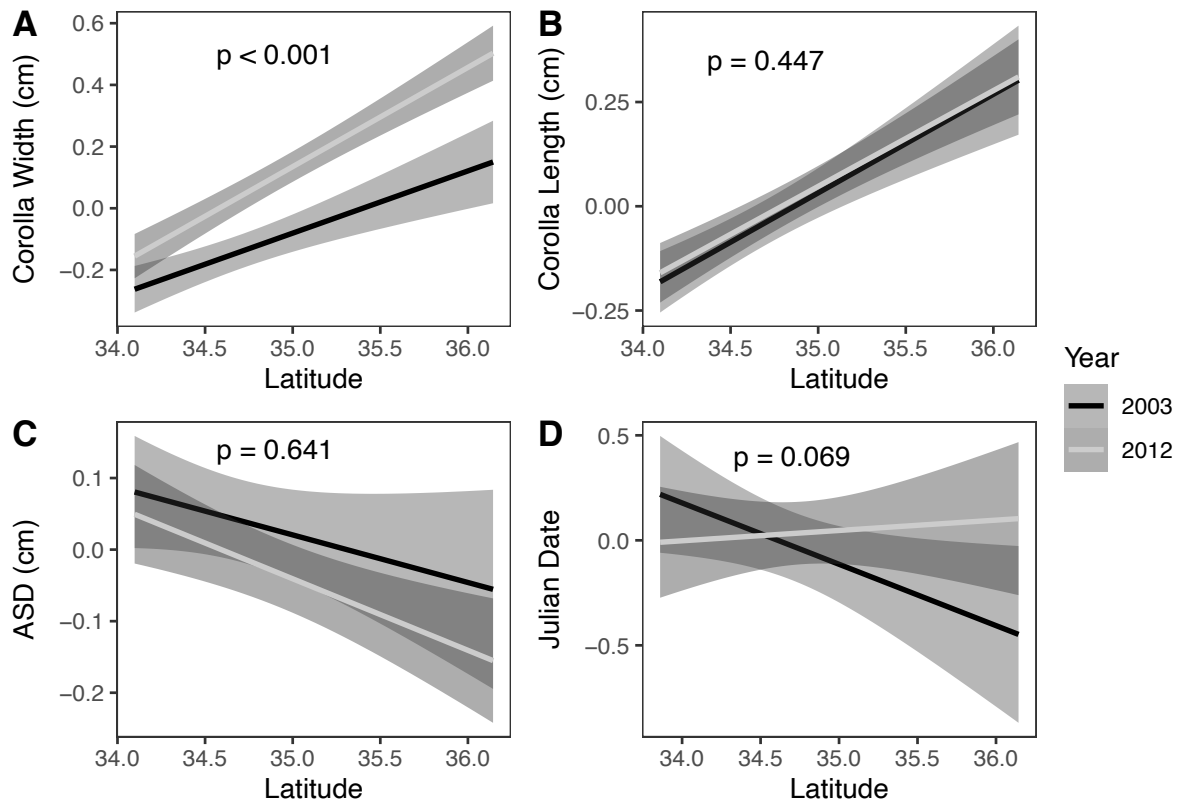 A
p < 0.001
Corolla Width (cm)
0.6
0.4
0.2
0.0
−0.2
34.0 34.5 35.0 35.5 36.0
Latitude
B
p = 0.447
Corolla Length (cm)
0.25
0.00
−0.25
34.0 34.5 35.0 35.5 36.0
Latitude
C
p = 0.641
ASD (cm)
0.1
0.0
−0.1
−0.2
34.0 34.5 35.0 35.5 36.0
Latitude
D
p = 0.069
Julian Date
0.5
0.0
−0.5
34.0 34.5 35.0 35.5 36.0
Latitude
Year
2003
2012